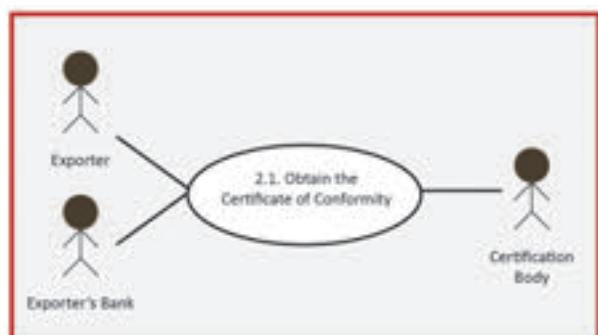 Exporter
2.1. Obtain the
Certificate of Conformity
Exporter's Bank
Certification
Body